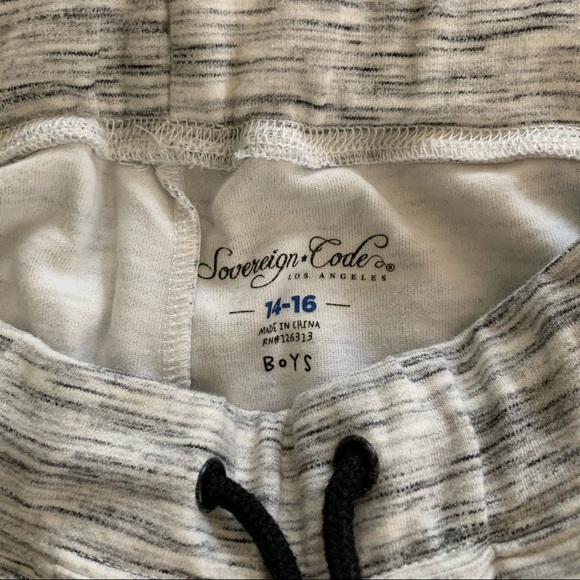 Sovereign★Code®
LOS ANGELES
14-16
MADE IN CHINA
RN#126313
BOYS